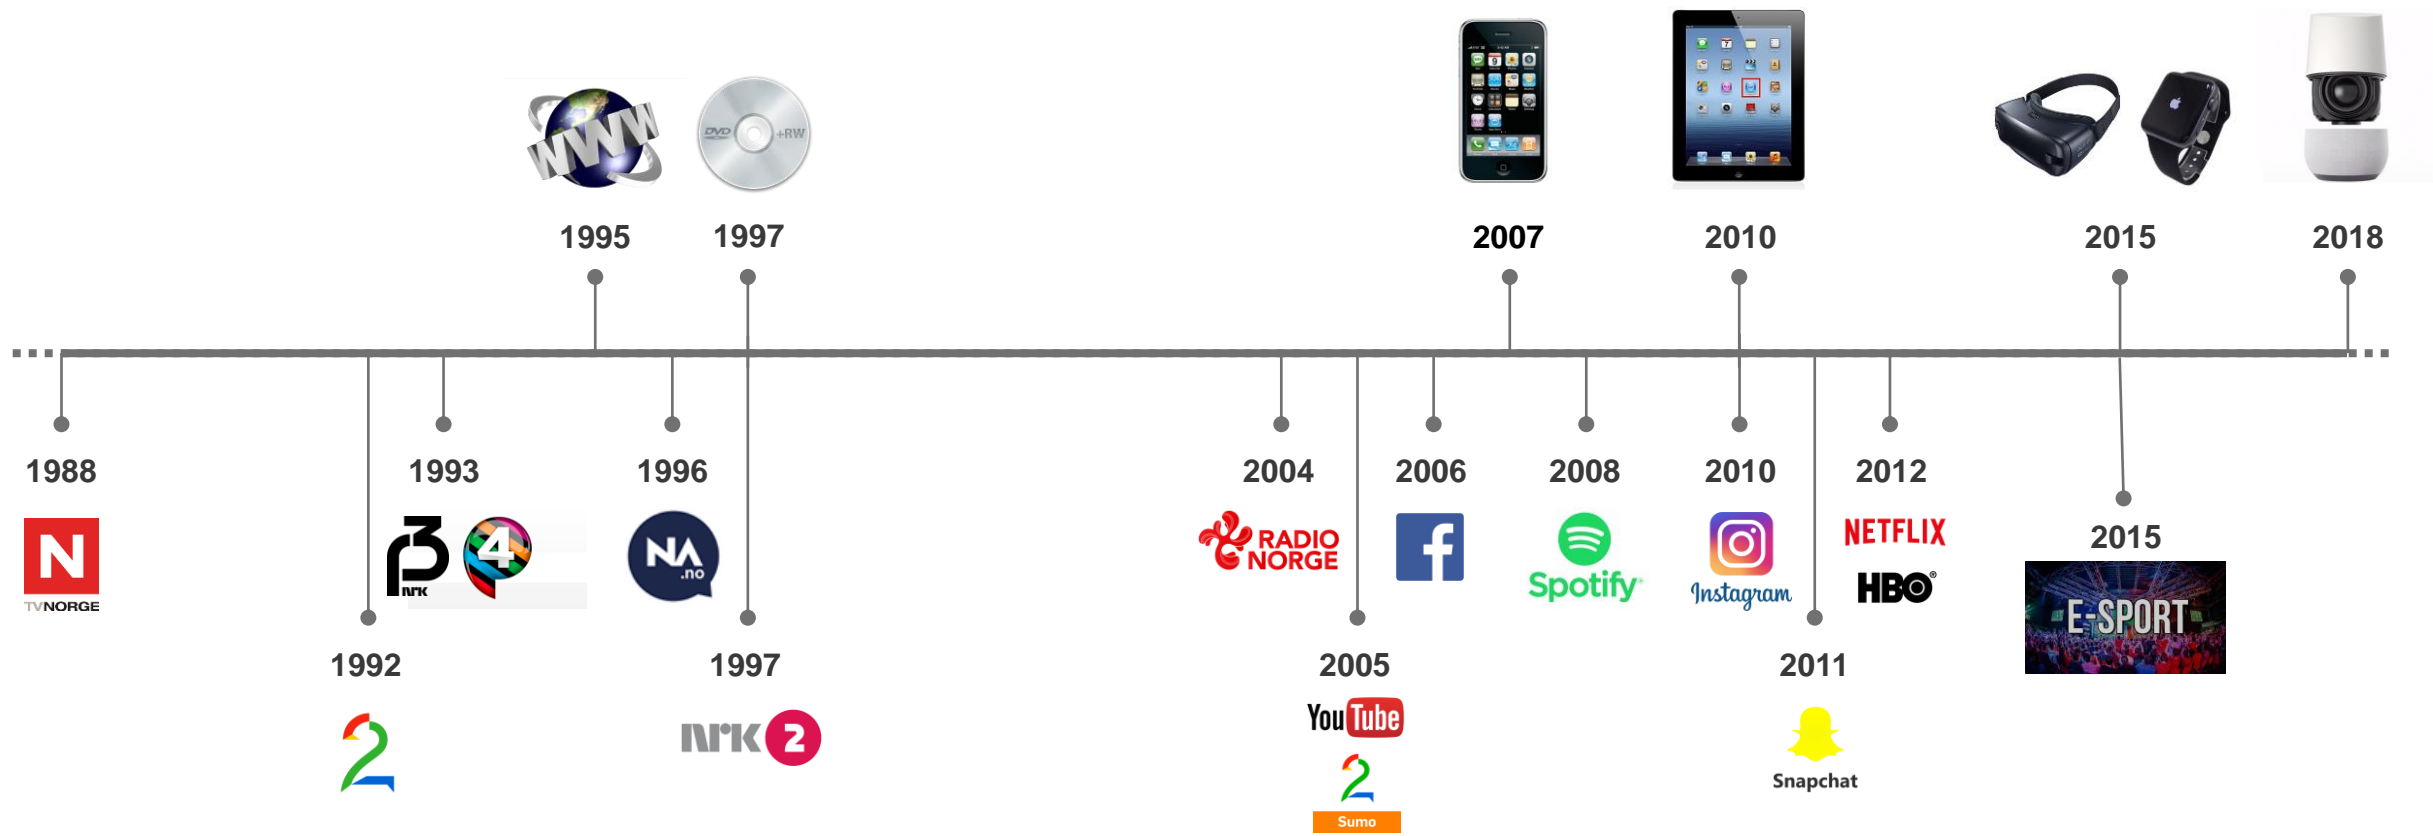 WWW
DVD
+RW
1995
1997
2007
2010
2015
2018
1988
1993
1996
2004
2006
2008
2010
2012
2015
N
TVNORGE
P3
NRK
P4
NA
.no
RADIO
NORGE
f
Spotify
Instagram
NETFLIX
HBO
E-SPORT
1992
1997
2005
2011
2
NRK 2
YouTube
2
Sumo
Snapchat